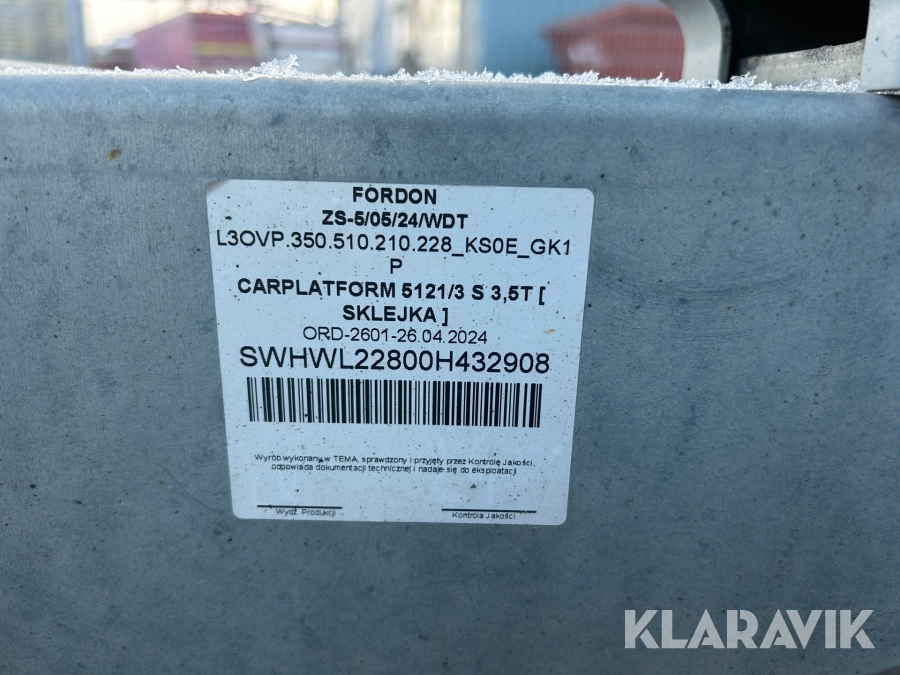 FORDON
ZS-5/05/24/WDT
L3OVP.350.510.210.228_KS0E_GK1
P
CARPLATFORM 5121/3 S 3,5T [
SKLEJKA ]
ORD-2601-26.04.2024
SWHWL22800H432908
Wyrób wykonany w TEMA, sprawdzony i przyjęty przez Kontrolę Jakości,
odpowiada dokumentacji technicznej i nadaje się do eksploatacji
Wydz. Produkcji
Kontrola Jakości
KLARAVIK